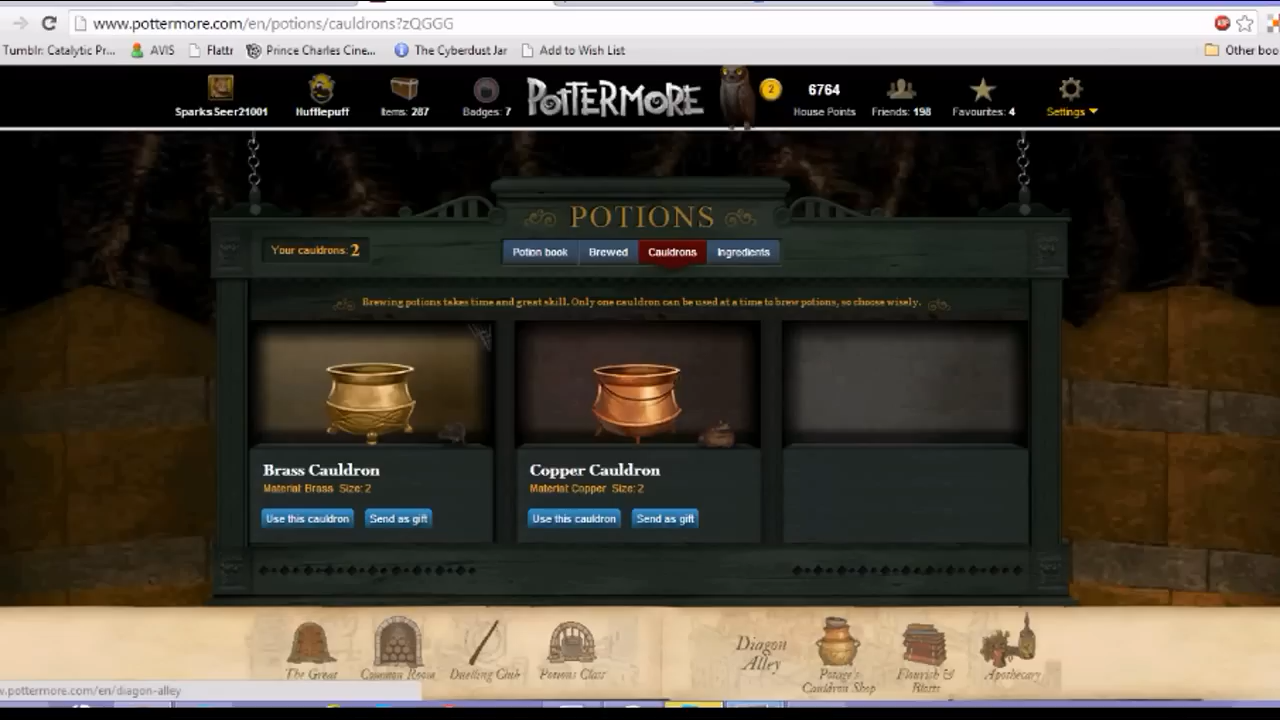 www.pottermore.com/en/potions/cauldrons?zQGGG
Tumblr: Catalytic Pr... AVIS Flattr Prince Charles Cine... The Cyberdust Jar Add to Wish List Other boo
SparksSeer21001 Hufflepuff Items: 287 Badges: 7 POTTERMORE 2 6764 House Points Friends: 198 Favourites: 4 Settings
POTIONS
Your cauldrons: 2 Potion book Brewed Cauldrons Ingredients
Brewing potions takes time and great skill. Only one cauldron can be used at a time to brew potions, so choose wisely.
Brass Cauldron
Material: Brass Size: 2
Use this cauldron Send as gift
Copper Cauldron
Material: Copper Size: 2
Use this cauldron Send as gift
The Great Common Room Duelling Club Potions Class Diagon Alley Potage's Cauldron Shop Flourish & Blotts Apothecary
w.pottermore.com/en/diagon-alley